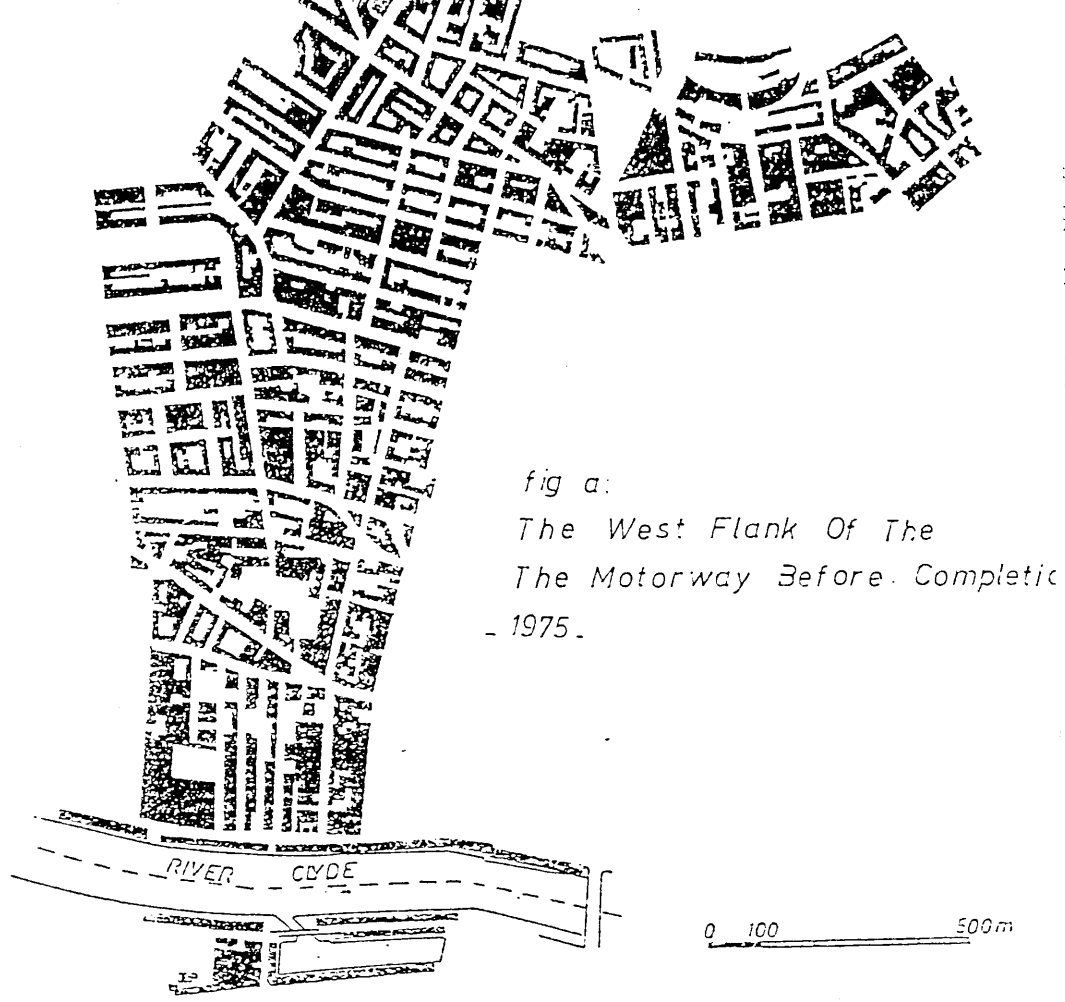 fig a:
The West Flank Of The
The Motorway Before. Completic
- 1975 -
RIVER CLYDE
0 100 500m